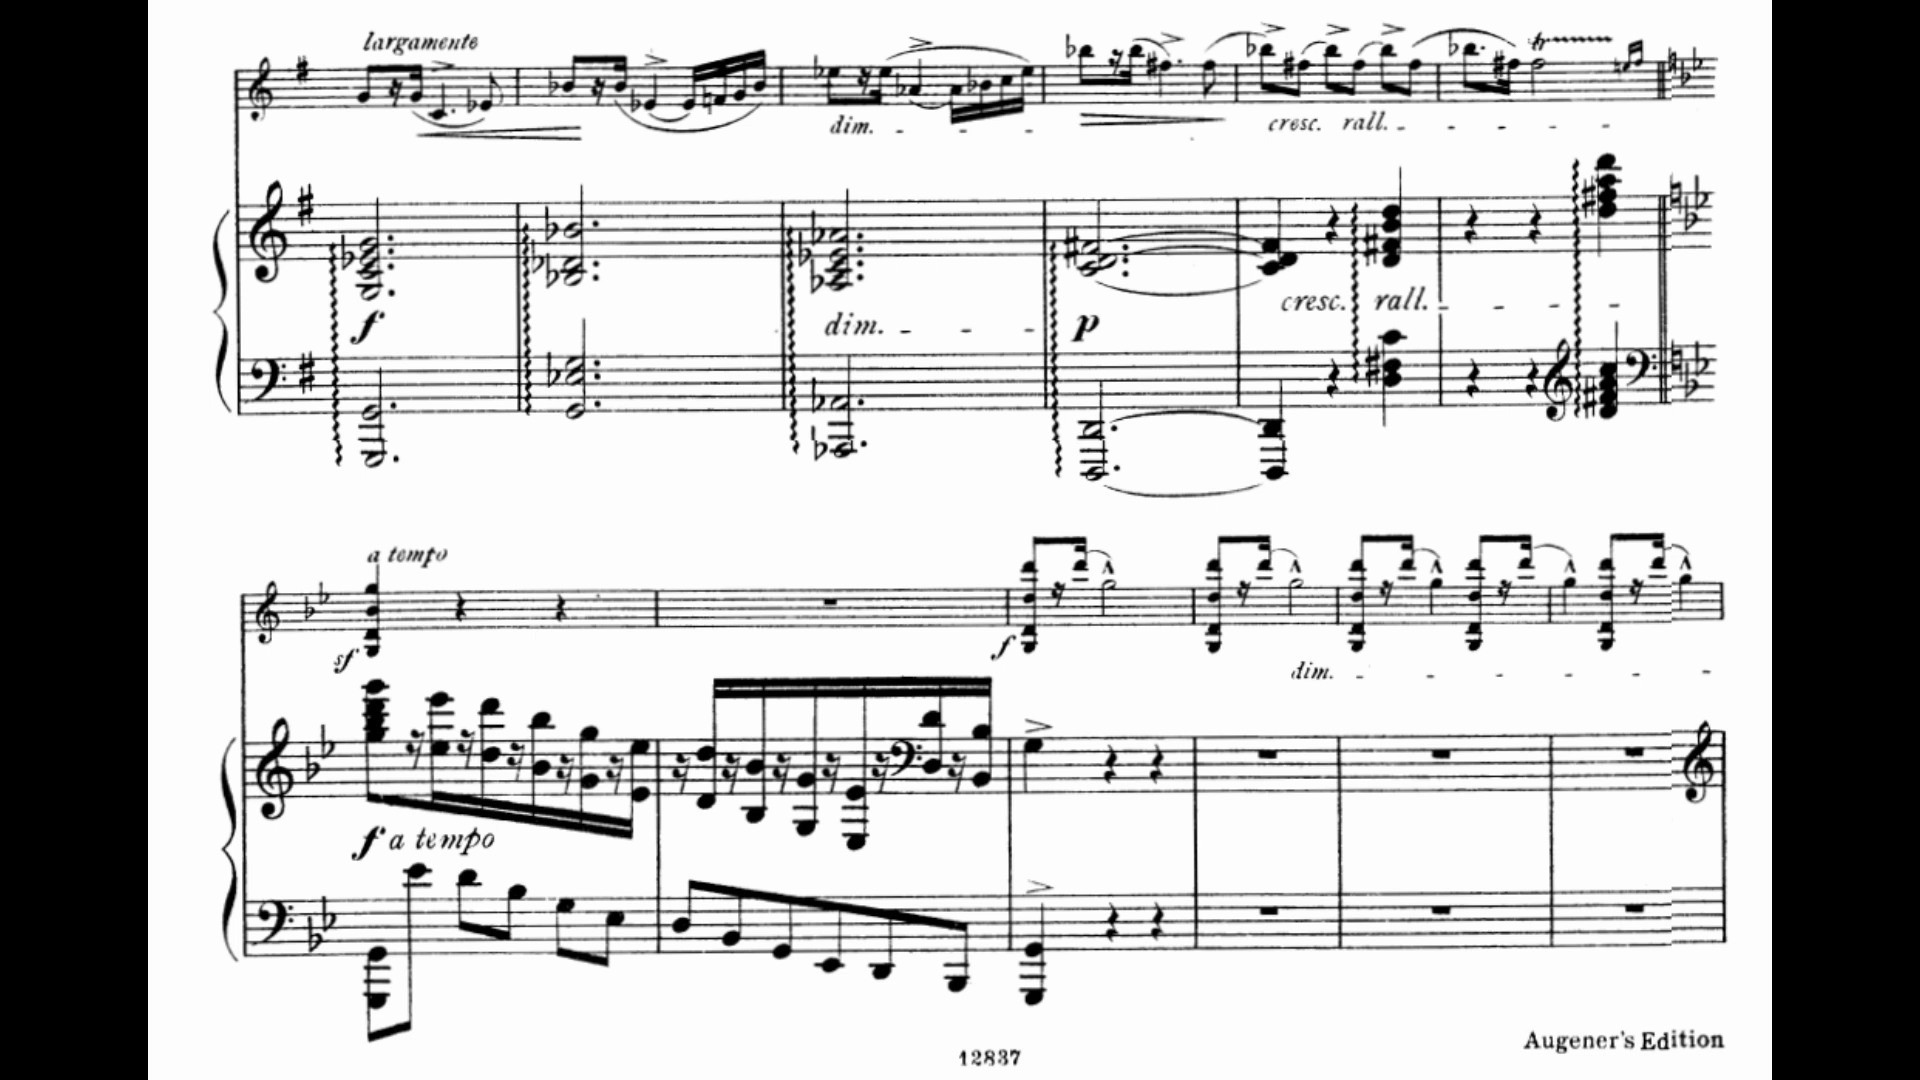 largamente
dim. - - -
cresc. rall. - - - -
f
dim. - - -
p
cresc. rall. - - - -
a tempo
sf
f
dim. - - - - - -
f a tempo
12837
Augener's Edition